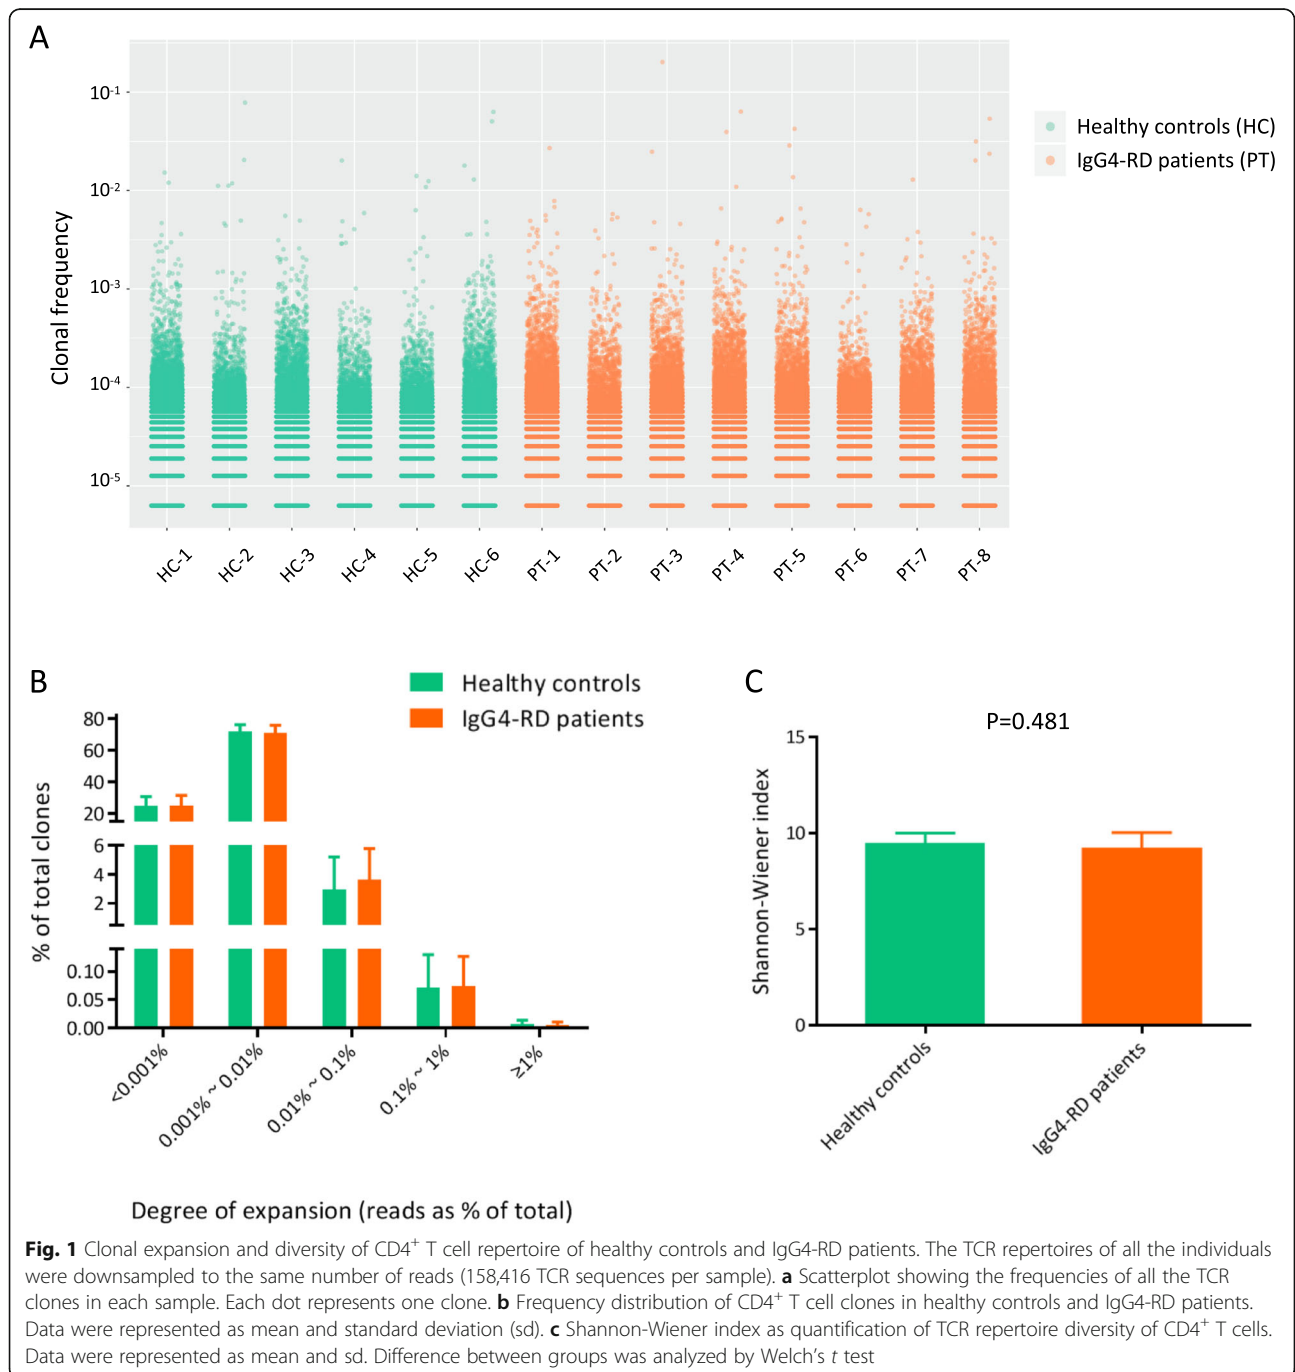 A
Clonal frequency
10-1
10-2
10-3
10-4
10-5
HC-1 HC-2 HC-3 HC-4 HC-5 HC-6 PT-1 PT-2 PT-3 PT-4 PT-5 PT-6 PT-7 PT-8
Healthy controls (HC)
IgG4-RD patients (PT)
B
Healthy controls
IgG4-RD patients
% of total clones
80
60
40
20
6
4
2
0.10
0.05
0.00
<0.001% 0.001% ~ 0.01% 0.01% ~ 0.1% 0.1% ~ 1% ≥1%
Degree of expansion (reads as % of total)
C
P=0.481
Shannon-Wiener index
15
10
5
0
Healthy controls IgG4-RD patients
Fig. 1 Clonal expansion and diversity of CD4+ T cell repertoire of healthy controls and IgG4-RD patients. The TCR repertoires of all the individuals
were downsampled to the same number of reads (158,416 TCR sequences per sample). a Scatterplot showing the frequencies of all the TCR
clones in each sample. Each dot represents one clone. b Frequency distribution of CD4+ T cell clones in healthy controls and IgG4-RD patients.
Data were represented as mean and standard deviation (sd). c Shannon-Wiener index as quantification of TCR repertoire diversity of CD4+ T cells.
Data were represented as mean and sd. Difference between groups was analyzed by Welch's t test